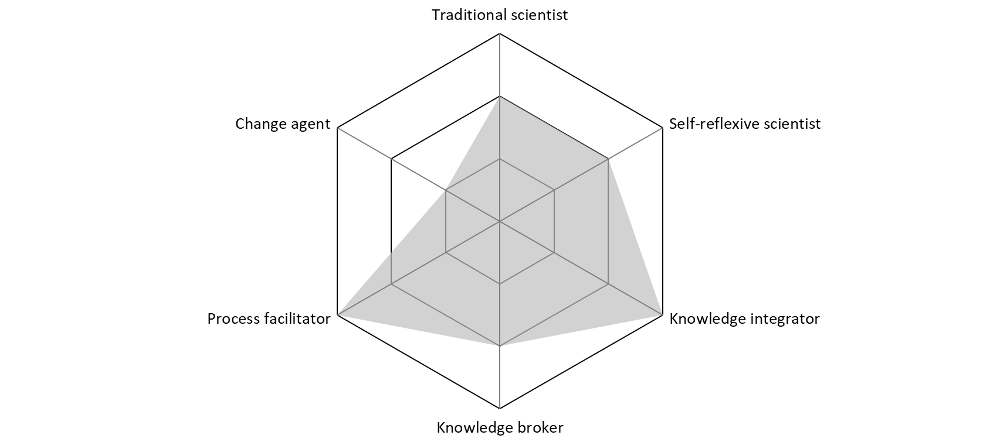 Traditional scientist
Change agent
Self-reflexive scientist
Process facilitator
Knowledge integrator
Knowledge broker